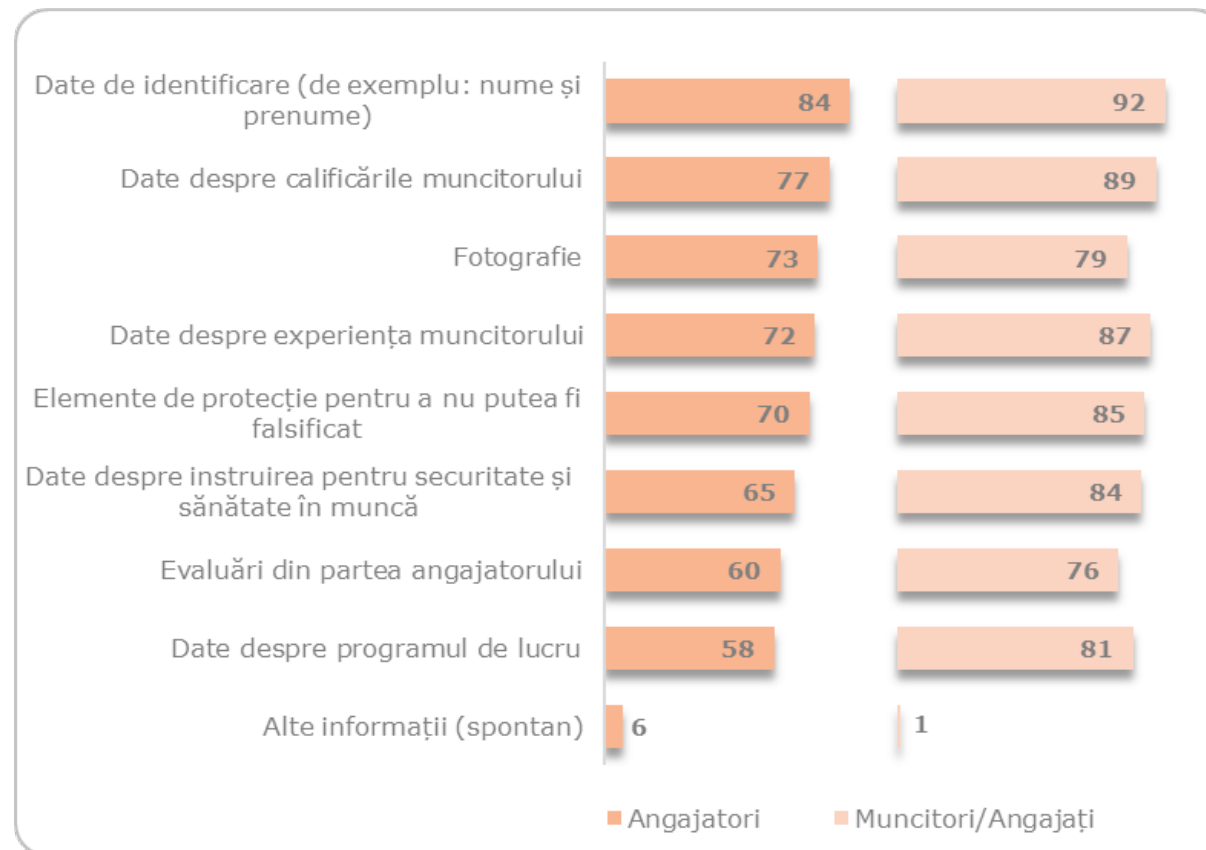 Date de identificare (de exemplu: nume și
prenume)
84
92
Date despre calificările muncitorului
77
89
Fotografie
73
79
Date despre experiența muncitorului
72
87
Elemente de protecție pentru a nu putea fi
falsificat
70
85
Date despre instruirea pentru securitate și
sănătate în muncă
65
84
Evaluări din partea angajatorului
60
76
Date despre programul de lucru
58
81
Alte informații (spontan)
6
1
Angajatori
Muncitori/Angajați